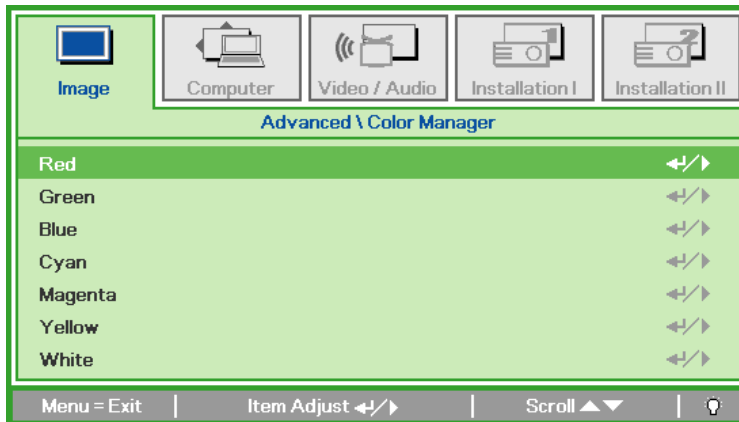 Image Computer Video / Audio Installation I Installation II
Advanced \ Color Manager
Red ↵/▶
Green ↵/▶
Blue ↵/▶
Cyan ↵/▶
Magenta ↵/▶
Yellow ↵/▶
White ↵/▶
Menu = Exit | Item Adjust ↵/▶ | Scroll ▲▼ |